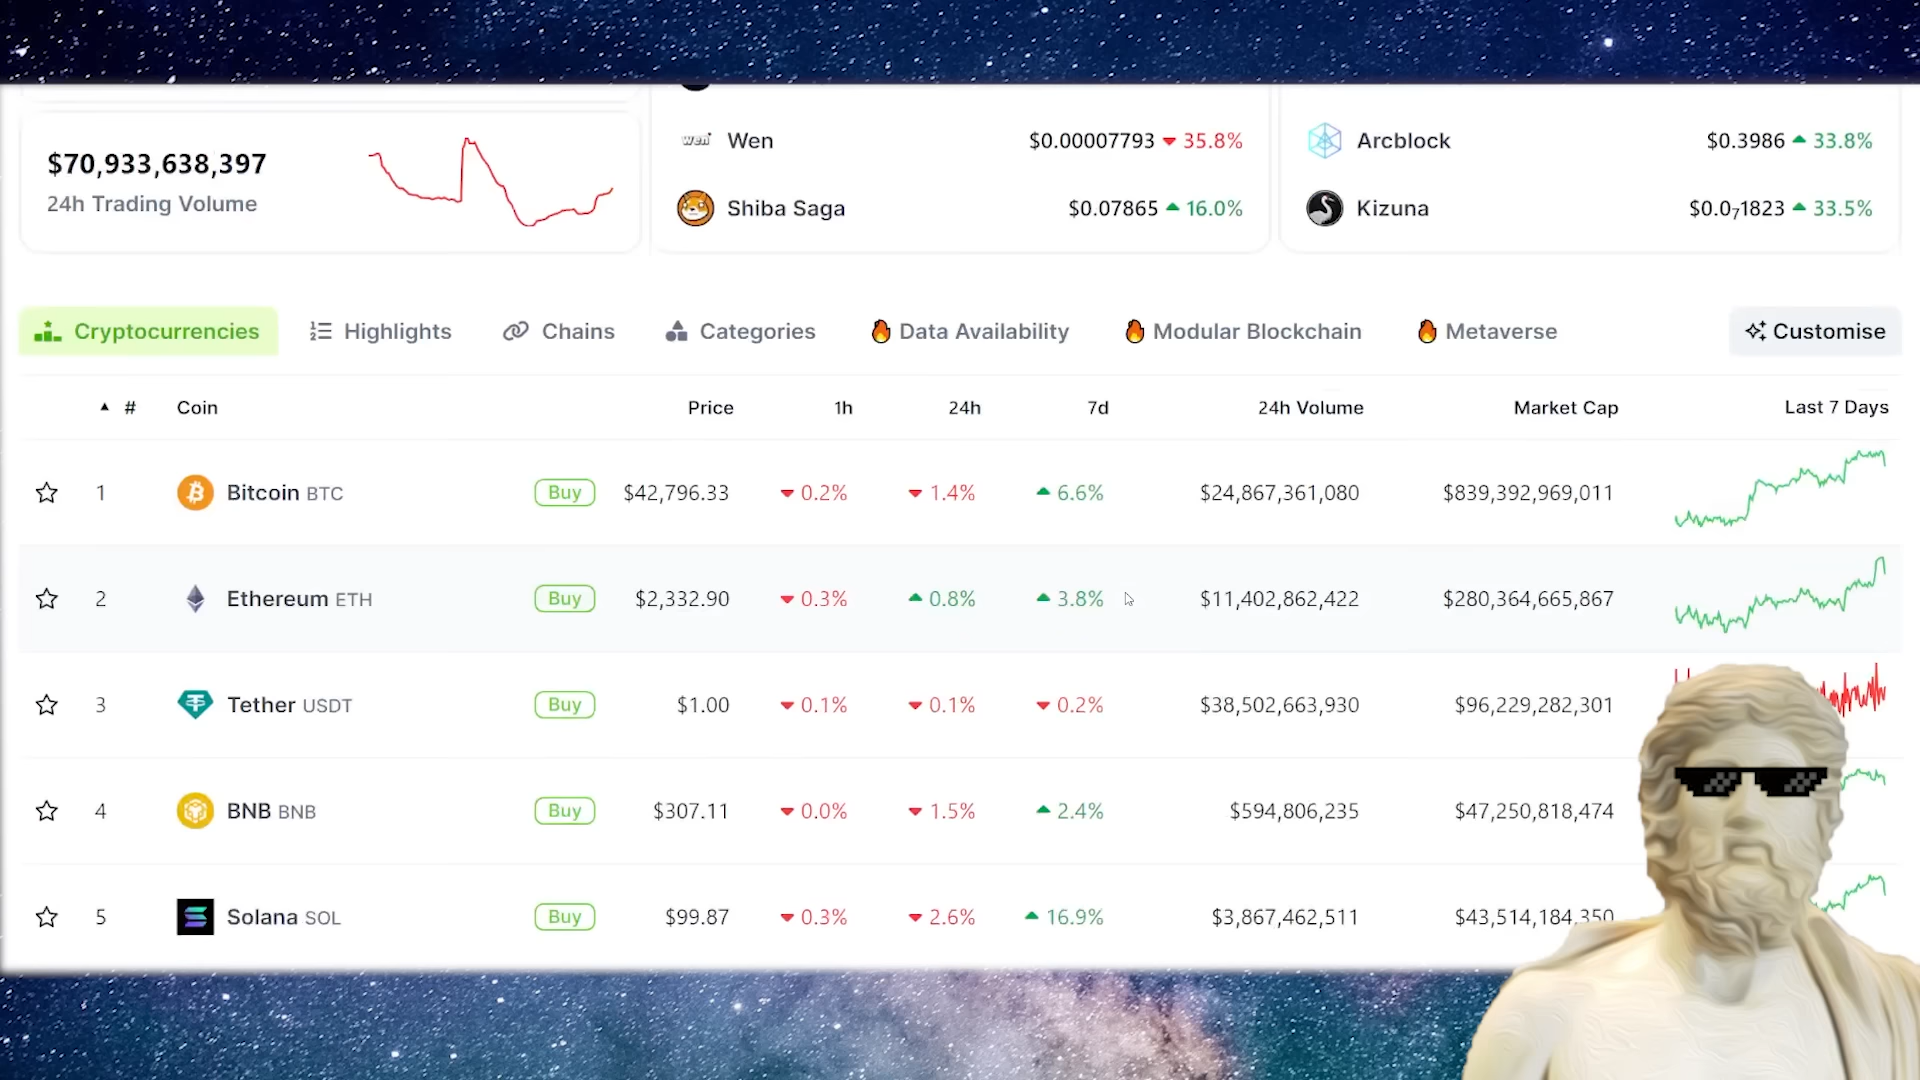 $70,933,638,397
24h Trading Volume
wen Wen $0.00007793 35.8%
Shiba Saga $0.07865 16.0%
Arcblock $0.3986 33.8%
Kizuna $0.0₇1823 33.5%
Cryptocurrencies Highlights Chains Categories Data Availability Modular Blockchain Metaverse Customise
# Coin Price 1h 24h 7d 24h Volume Market Cap Last 7 Days
1 Bitcoin BTC Buy $42,796.33 0.2% 1.4% 6.6% $24,867,361,080 $839,392,969,011
2 Ethereum ETH Buy $2,332.90 0.3% 0.8% 3.8% $11,402,862,422 $280,364,665,867
3 Tether USDT Buy $1.00 0.1% 0.1% 0.2% $38,502,663,930 $96,229,282,301
4 BNB BNB Buy $307.11 0.0% 1.5% 2.4% $594,806,235 $47,250,818,474
5 Solana SOL Buy $99.87 0.3% 2.6% 16.9% $3,867,462,511 $43,514,184,350